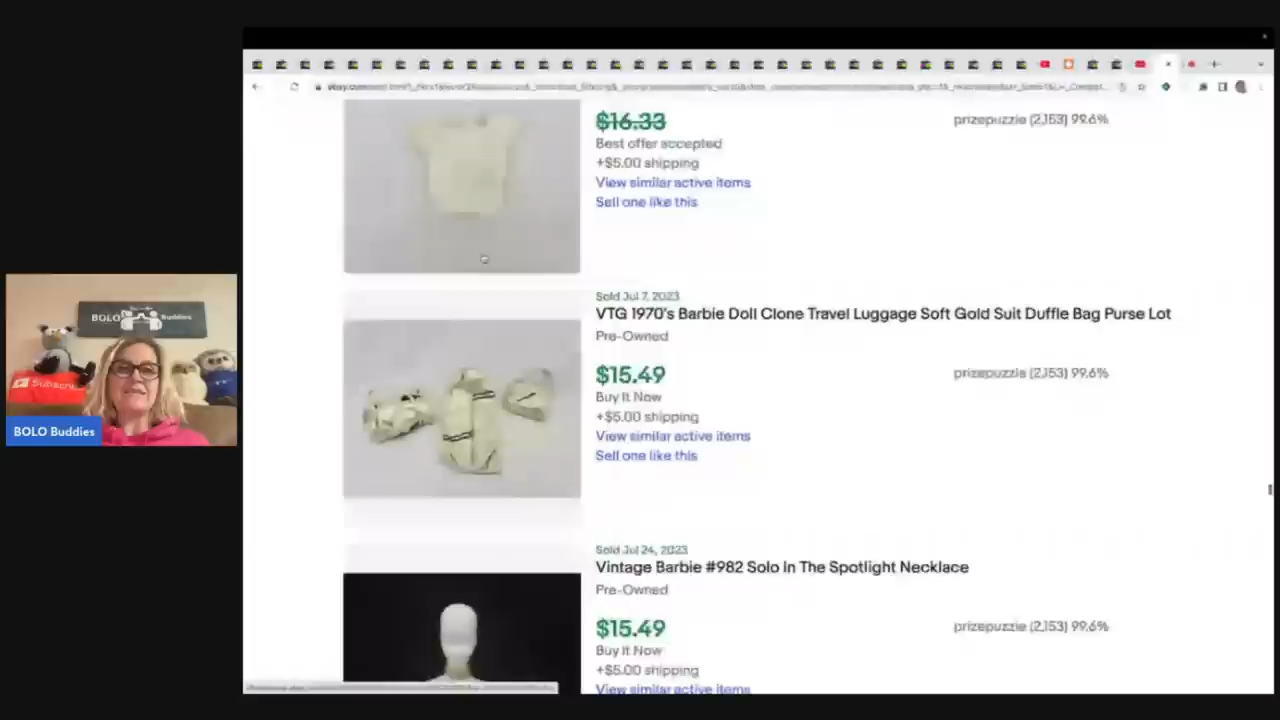 $16.33
prizepuzzle (2,153) 99.6%
Best offer accepted
+$5.00 shipping
View similar active items
Sell one like this
Sold Jul 7, 2023
VTG 1970's Barbie Doll Clone Travel Luggage Soft Gold Suit Duffle Bag Purse Lot
Pre-Owned
$15.49
prizepuzzle (2,153) 99.6%
Buy It Now
+$5.00 shipping
View similar active items
Sell one like this
BOLO Buddies
Subscri
BOLO Buddies
Sold Jul 24, 2023
Vintage Barbie #982 Solo In The Spotlight Necklace
Pre-Owned
$15.49
prizepuzzle (2,153) 99.6%
Buy It Now
+$5.00 shipping
View similar active items